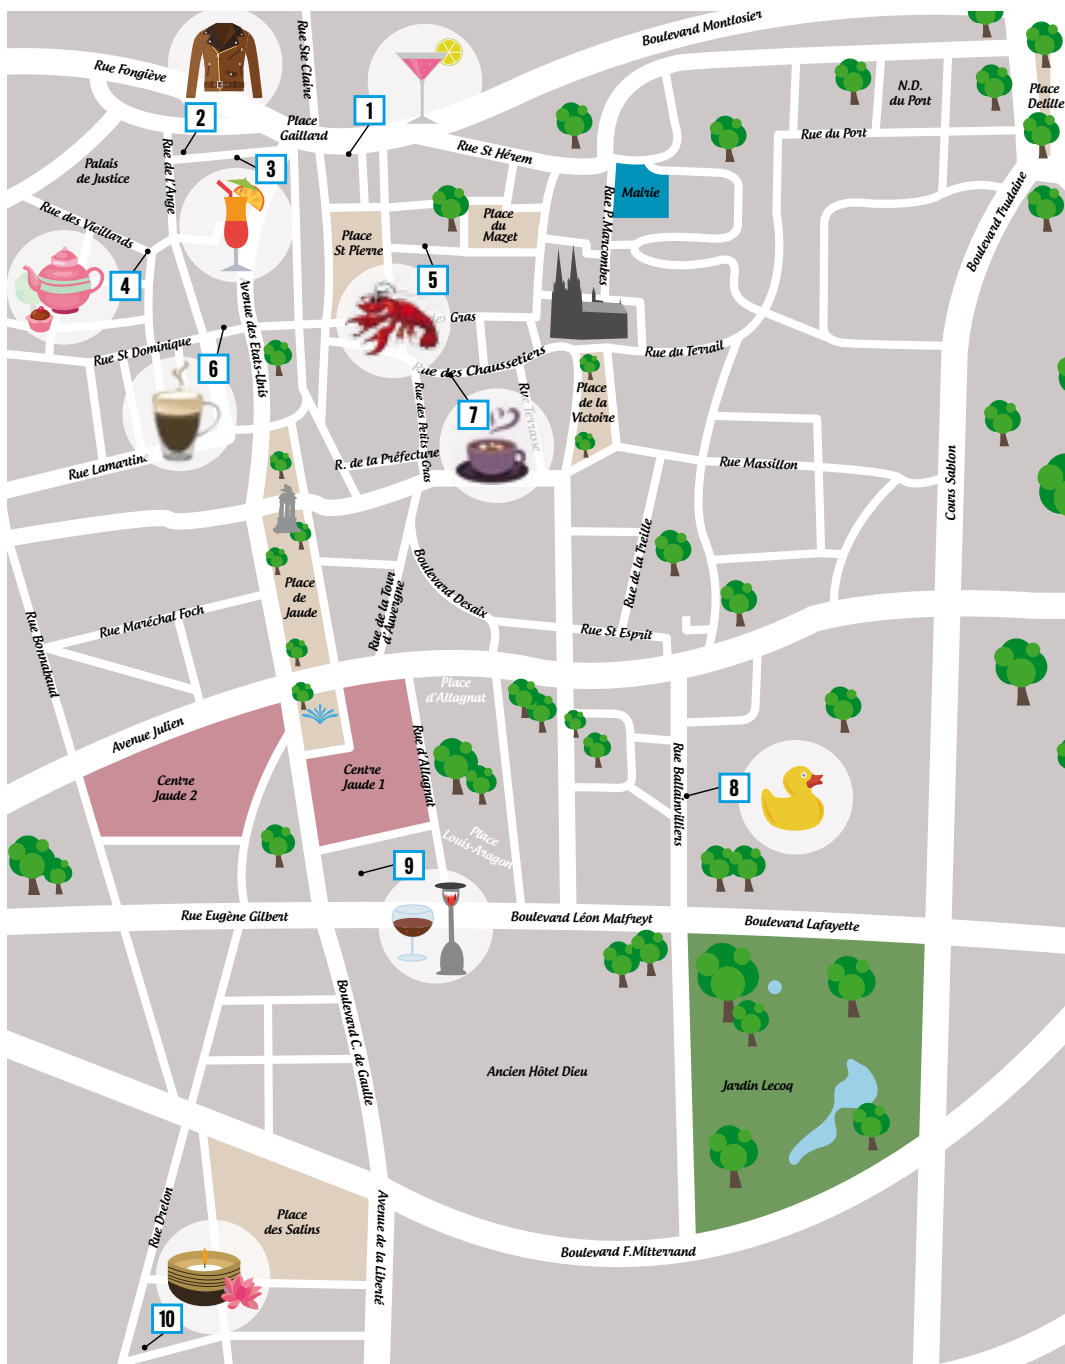 Boulevard Montlosier
Rue Ste Claire
Rue Fongiève
1
2
Place
Gaillard
N.D.
du Port
Place
Delille
Rue du Port
Rue St Hérem
3
Palais
de Justice
Rue de l'Ange
Mairie
Rue P.Marcombes
Boulevard Trudaine
Rue des Vieillards
Place
St Pierre
Place
du
Mazet
4
5
Avenue des Etats-Unis
des Gras
Rue St Dominique
6
Rue des Chaussetiers
Rue du Terrail
Place
de la
Victoire
7
Rue des Petits Gras
Rue Terrasse
Rue Lamartine
R. de la Préfecture
Rue Massillon
Cours Sablon
Rue de la Treille
Place
de
Jaude
Boulevard Desaix
Rue de la Tour
d'Auvergne
Rue Maréchal Foch
Rue Bonnabaud
Rue St Esprit
Place
d'Allagnat
Avenue Julien
Rue d'Allagnat
Centre
Jaude 2
Centre
Jaude 1
Rue Ballainvilliers
8
Place
Louis-Aragon
9
Rue Eugène Gilbert
Boulevard Léon Malfreyt
Boulevard Lafayette
Boulevard C. de Gaulle
Ancien Hôtel Dieu
Jardin Lecoq
Rue Drelon
Place
des Salins
Avenue de la Liberté
Boulevard F.Mitterrand
10